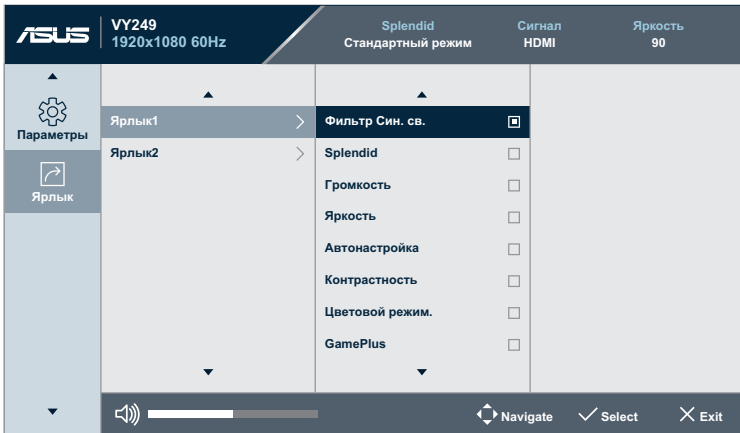 ASUS
VY249
1920x1080 60Hz
Splendid
Стандартный режим
Сигнал
HDMI
Яркость
90
Параметры
Ярлык
Ярлык1
Ярлык2
Фильтр Син. св.
Splendid
Громкость
Яркость
Автонастройка
Контрастность
Цветовой режим.
GamePlus
Navigate
Select
Exit